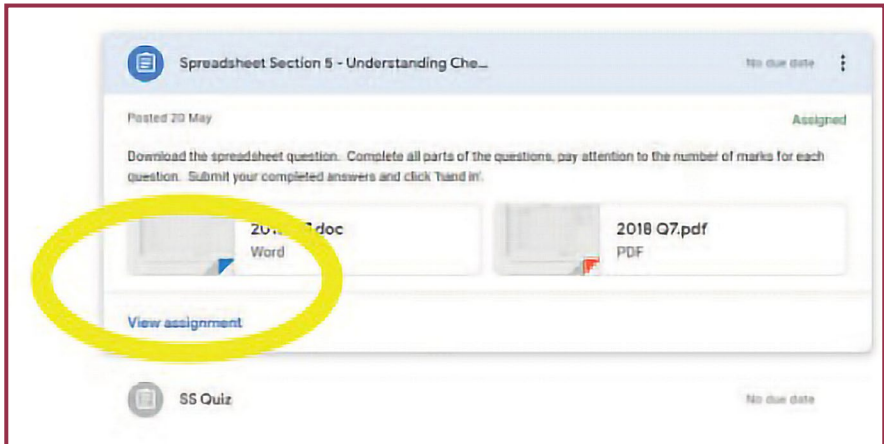 Spreadsheet Section 5 - Understanding Che...
No due date
Posted 20 May
Assigned
Download the spreadsheet question. Complete all parts of the questions, pay attention to the number of marks for each
question. Submit your completed answers and click 'hand in'.
Word
2018 Q7.pdf
PDF
View assignment
SS Quiz
No due date